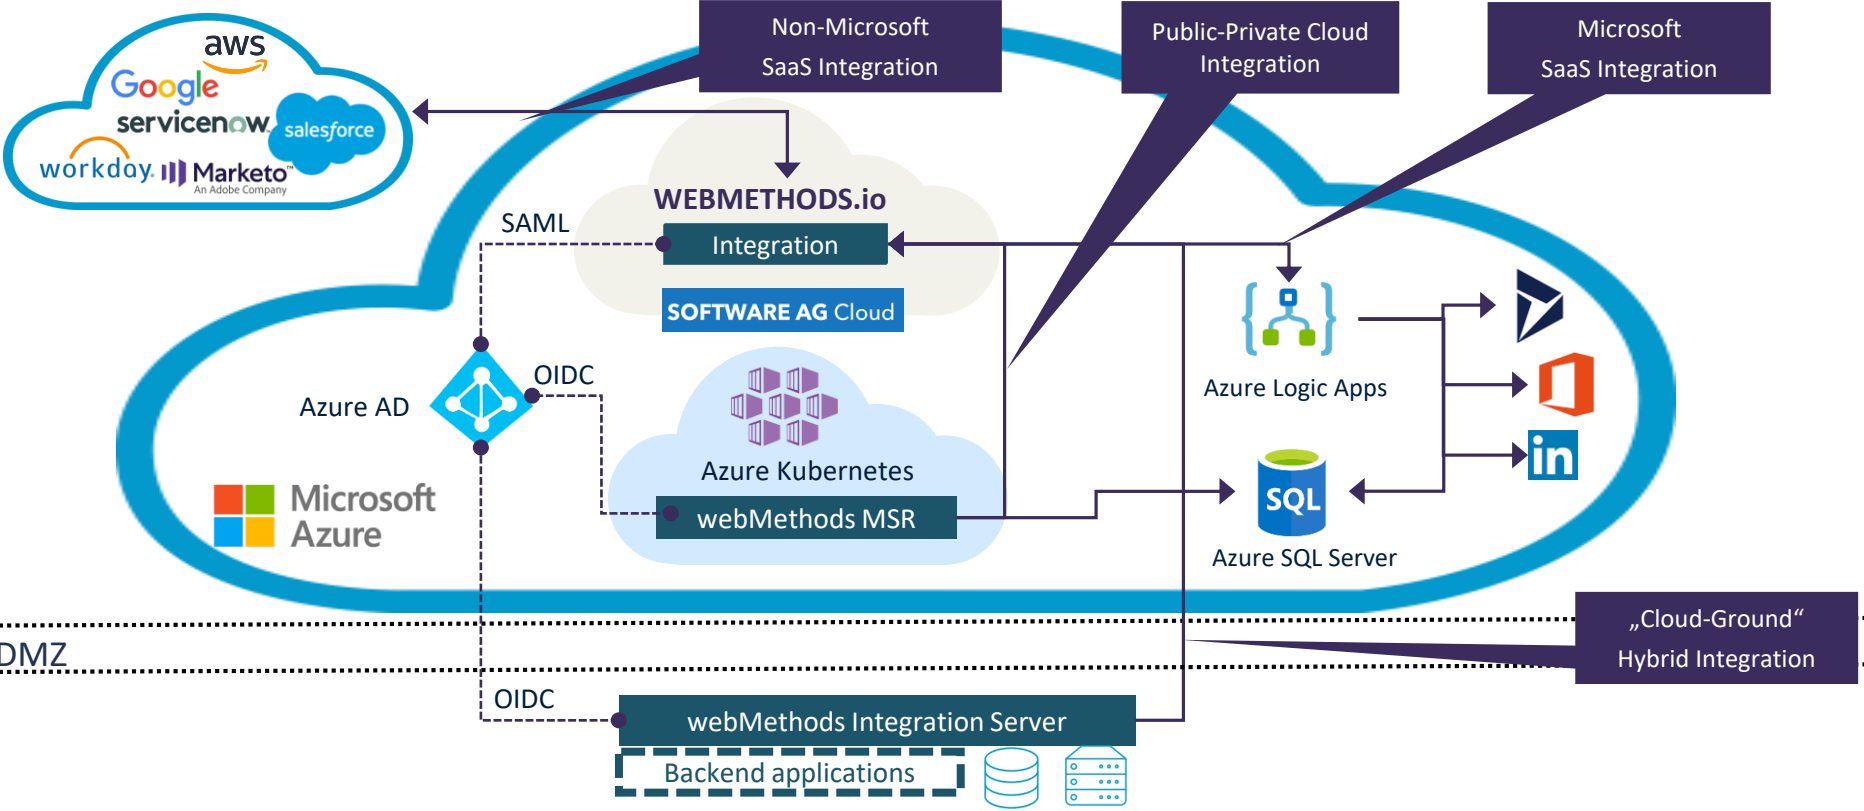 Non-Microsoft
SaaS Integration
Public-Private Cloud
Integration
Microsoft
SaaS Integration
aws
Google
servicenow
salesforce
workday.
Marketo™
An Adobe Company
WEBMETHODS.io
SAML
Integration
SOFTWARE AG Cloud
OIDC
Azure AD
Azure Logic Apps
Azure Kubernetes
in
Microsoft
Azure
webMethods MSR
SQL
Azure SQL Server
„Cloud-Ground“
Hybrid Integration
DMZ
OIDC
webMethods Integration Server
Backend applications